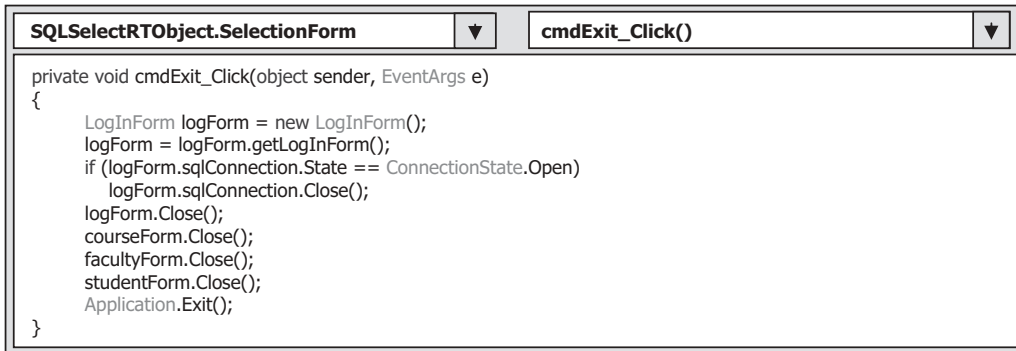 SQLSelectRTObject.SelectionForm
cmdExit_Click()
private void cmdExit_Click(object sender, EventArgs e)
{
LogInForm logForm = new LogInForm();
logForm = logForm.getLogInForm();
if (logForm.sqlConnection.State == ConnectionState.Open)
logForm.sqlConnection.Close();
logForm.Close();
courseForm.Close();
facultyForm.Close();
studentForm.Close();
Application.Exit();
}